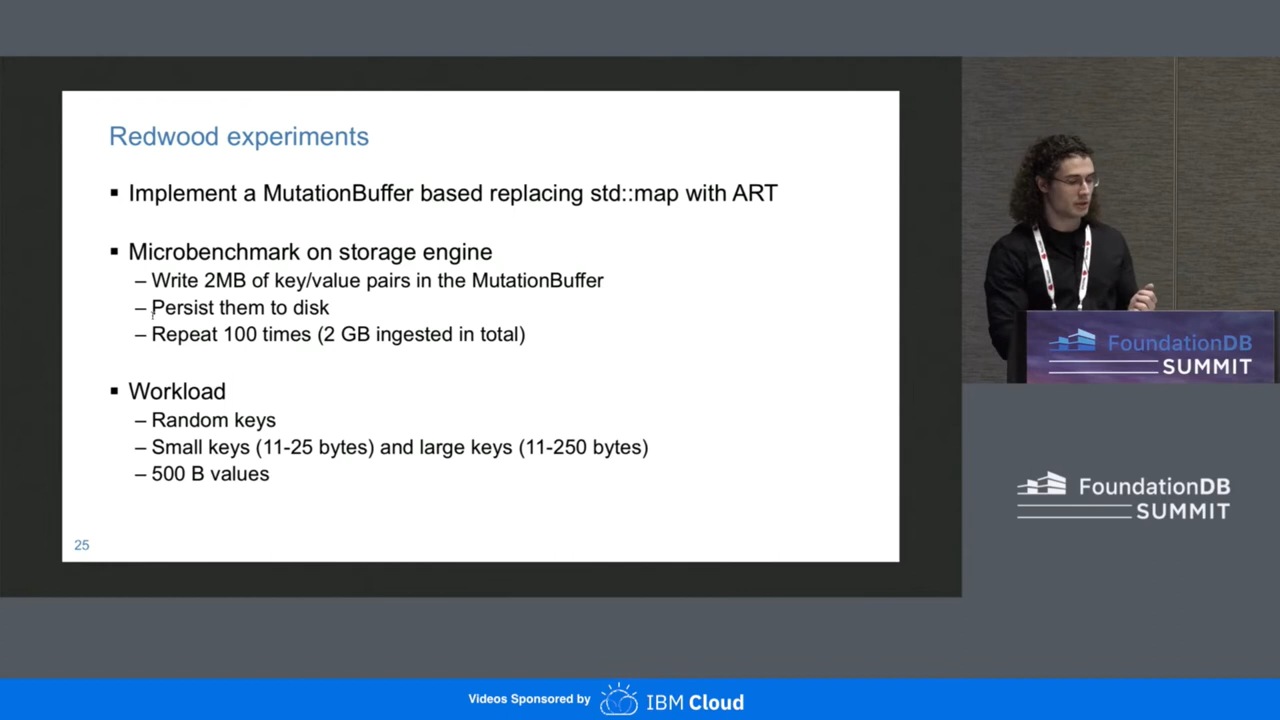 Redwood experiments
▪ Implement a MutationBuffer based replacing std::map with ART
▪ Microbenchmark on storage engine
– Write 2MB of key/value pairs in the MutationBuffer
– Persist them to disk
– Repeat 100 times (2 GB ingested in total)
▪ Workload
– Random keys
– Small keys (11-25 bytes) and large keys (11-250 bytes)
– 500 B values
25
FoundationDB
SUMMIT
FoundationDB
SUMMIT
Videos Sponsored by IBM Cloud